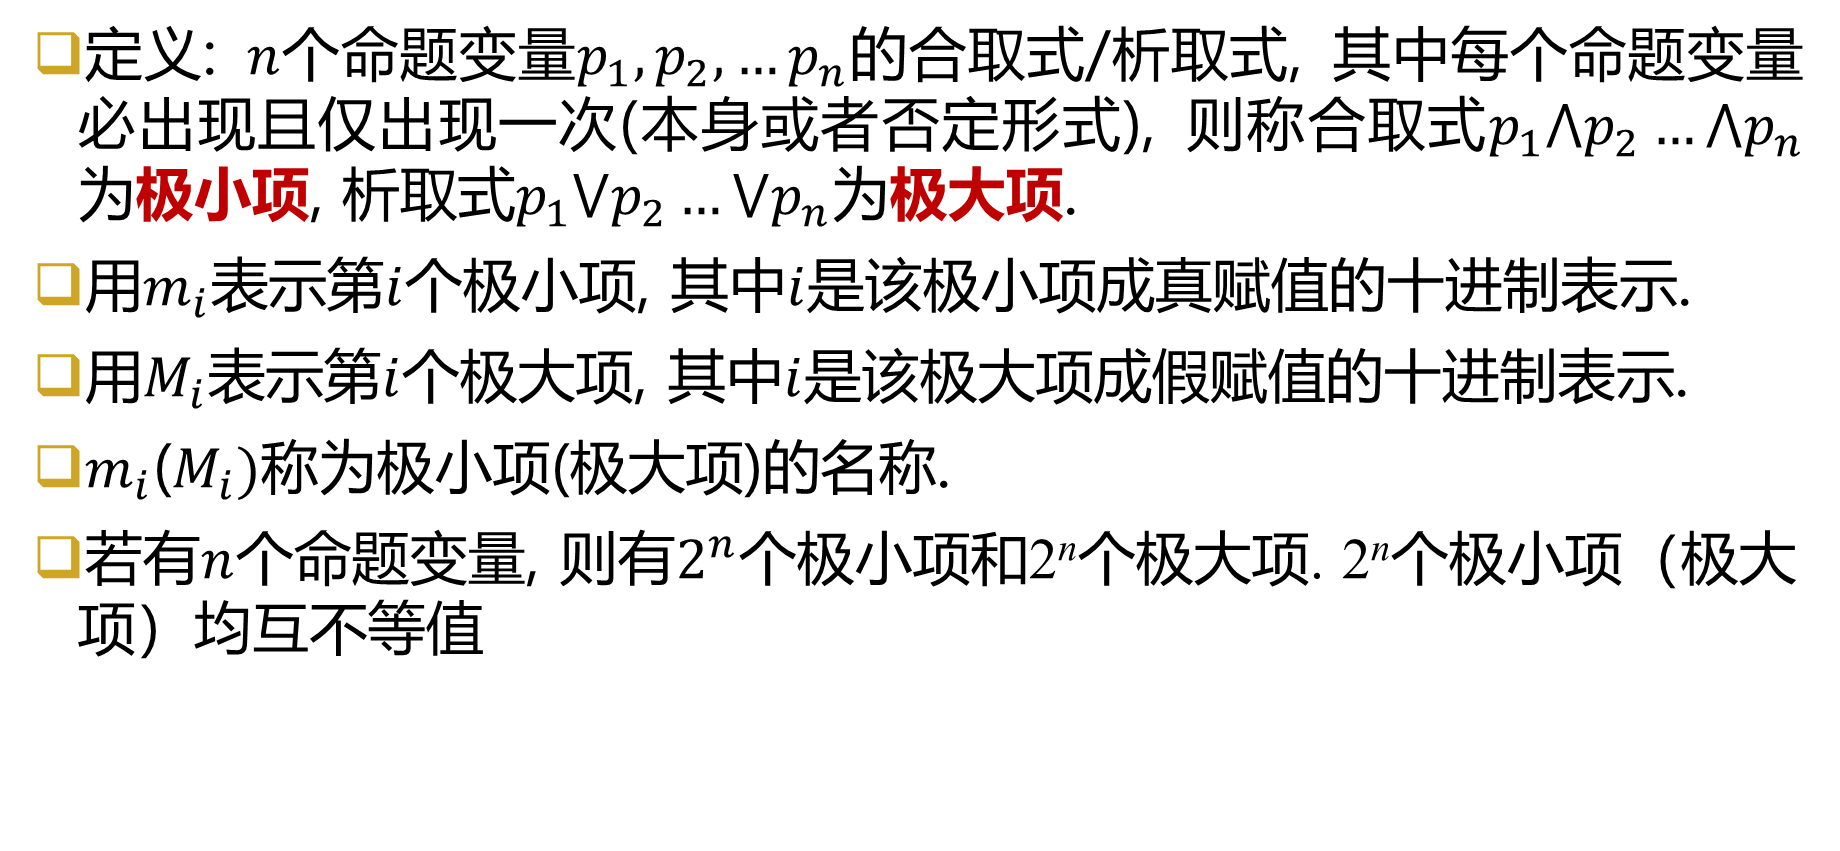 ❑定义: n个命题变量p₁, p₂, … pₙ的合取式/析取式, 其中每个命题变量
必出现且仅出现一次(本身或者否定形式), 则称合取式p₁∧p₂ … ∧pₙ
为极小项, 析取式p₁∨p₂ … ∨pₙ为极大项.
❑用mᵢ表示第i个极小项, 其中i是该极小项成真赋值的十进制表示.
❑用Mᵢ表示第i个极大项, 其中i是该极大项成假赋值的十进制表示.
❑mᵢ(Mᵢ)称为极小项(极大项)的名称.
❑若有n个命题变量, 则有2ⁿ个极小项和2ⁿ个极大项. 2ⁿ个极小项（极大
项）均互不等值